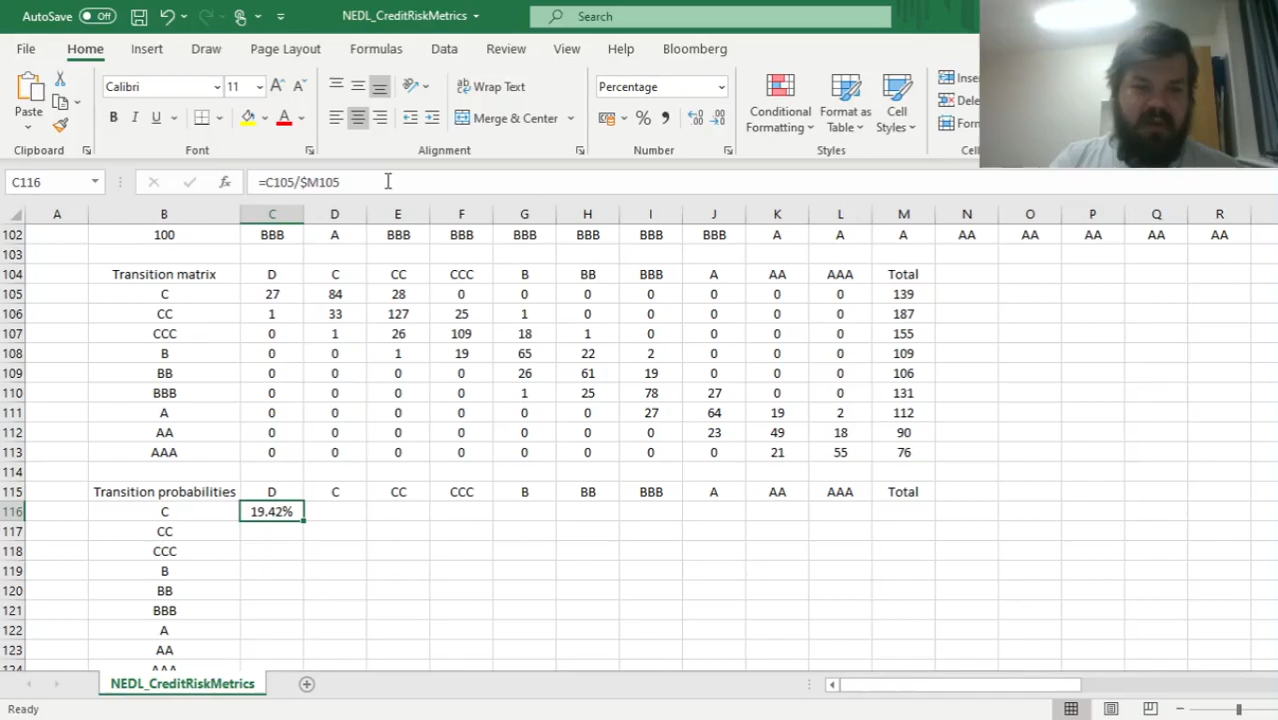 AutoSave Off NEDL_CreditRiskMetrics Search
File Home Insert Draw Page Layout Formulas Data Review View Help Bloomberg
Calibri 11 Wrap Text Percentage
Paste Merge & Center Conditional Formatting Format as Table Cell Styles
Clipboard Font Alignment Number Styles
C116 =C105/$M105
A B C D E F G H I J K L M N O P Q R
102 100 BBB A BBB BBB BBB BBB BBB BBB A A A AA AA AA AA AA
103
104 Transition matrix D C CC CCC B BB BBB A AA AAA Total
105 C 27 84 28 0 0 0 0 0 0 0 139
106 CC 1 33 127 25 1 0 0 0 0 0 187
107 CCC 0 1 26 109 18 1 0 0 0 0 155
108 B 0 0 1 19 65 22 2 0 0 0 109
109 BB 0 0 0 0 26 61 19 0 0 0 106
110 BBB 0 0 0 0 1 25 78 27 0 0 131
111 A 0 0 0 0 0 0 27 64 19 2 112
112 AA 0 0 0 0 0 0 0 23 49 18 90
113 AAA 0 0 0 0 0 0 0 0 21 55 76
114
115 Transition probabilities D C CC CCC B BB BBB A AA AAA Total
116 C 19.42%
117 CC
118 CCC
119 B
120 BB
121 BBB
122 A
123 AA
124 AAA
NEDL_CreditRiskMetrics
Ready